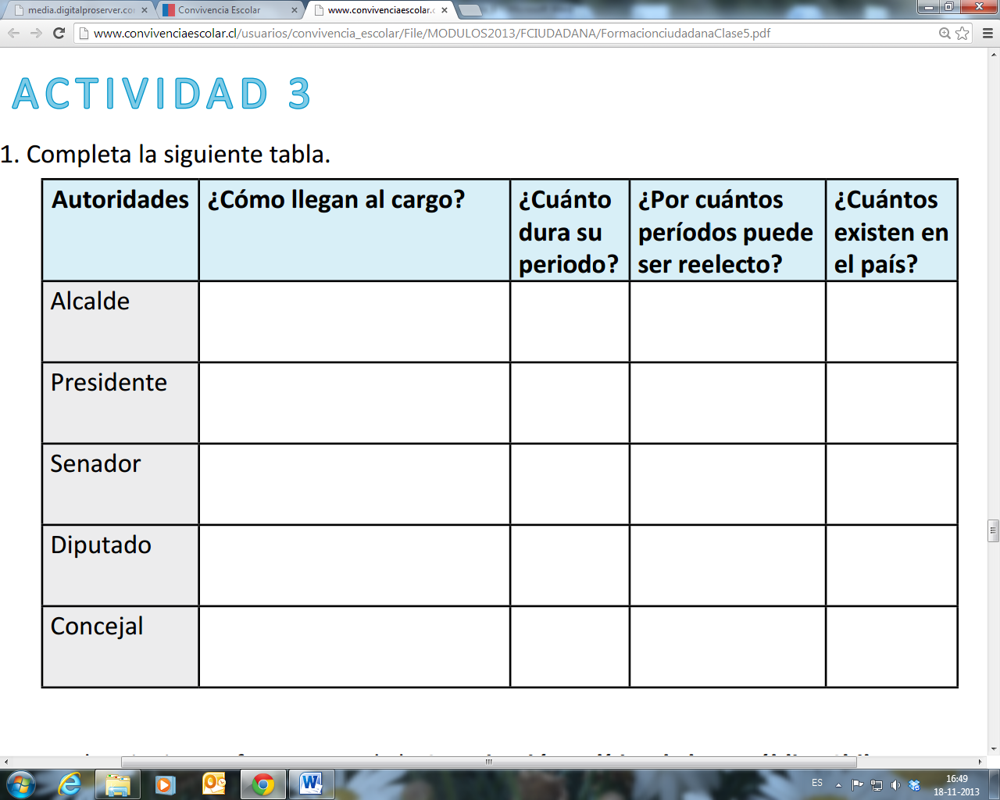 media.digitalproserver.co
Convivencia Escolar
www.convivenciaescolar.c
www.convivenciaescolar.cl/usuarios/convivencia_escolar/File/MODULOS2013/FCIUDADANA/FormacionciudadanaClase5.pdf
ACTIVIDAD 3
1. Completa la siguiente tabla.
Autoridades
¿Cómo llegan al cargo?
¿Cuánto
dura su
periodo?
¿Por cuántos
períodos puede
ser reelecto?
¿Cuántos
existen en
el país?
Alcalde
Presidente
Senador
Diputado
Concejal
ES
16:49
18-11-2013